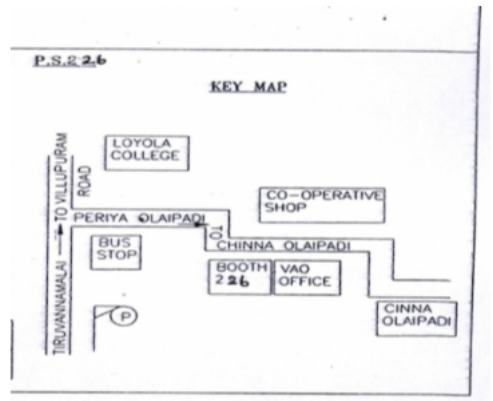 P.S.226
KEY MAP
LOYOLA
COLLEGE
TIRUVANNAMALAI TO VILLUPURAM
ROAD
CO-OPERATIVE
SHOP
PERIYA OLAIPADI
TO
CHINNA OLAIPADI
BUS
STOP
BOOTH
226
VAO
OFFICE
P
CINNA
OLAIPADI